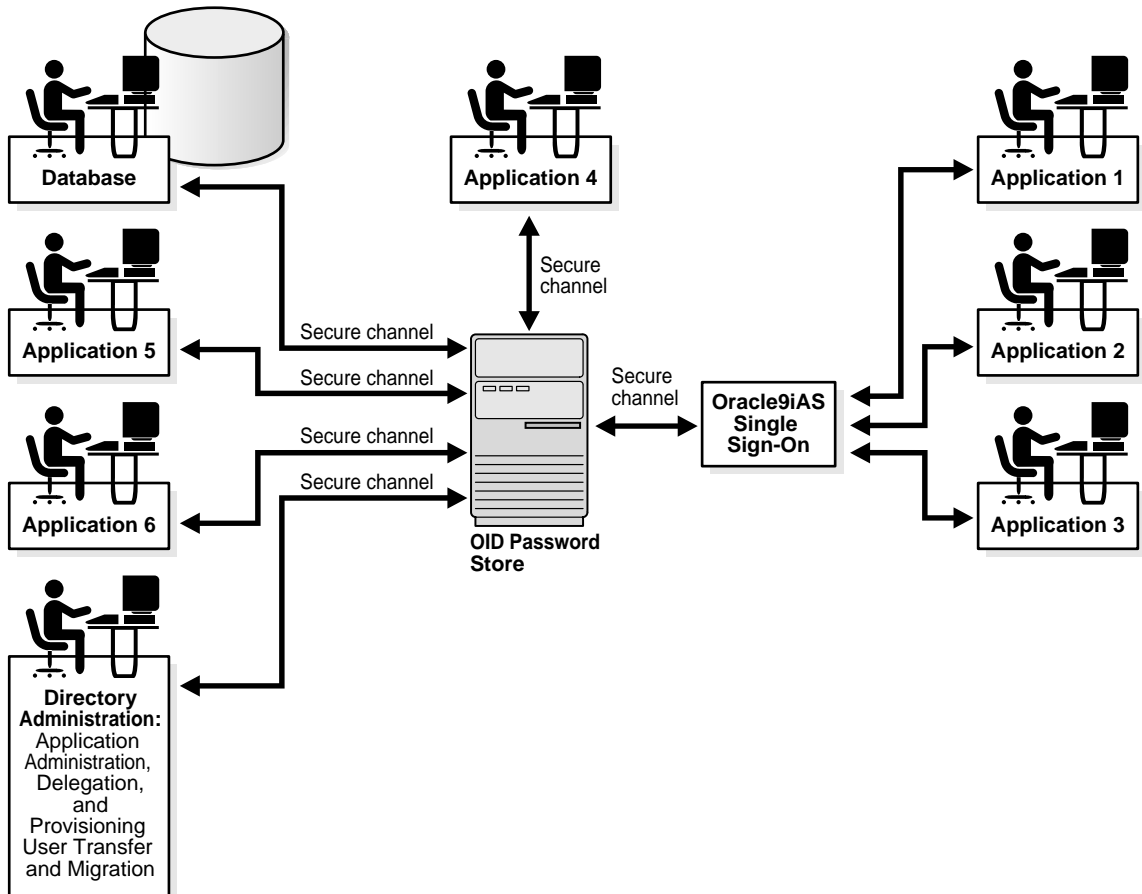 Database
Application 4
Application 1
Secure
channel
Application 5
Secure channel
Secure channel
Application 2
Secure
channel
Oracle9iAS
Single
Sign-On
Secure channel
Secure channel
Application 6
OID Password
Store
Application 3
Directory
Administration:
Application
Administration,
Delegation,
and
Provisioning
User Transfer
and Migration